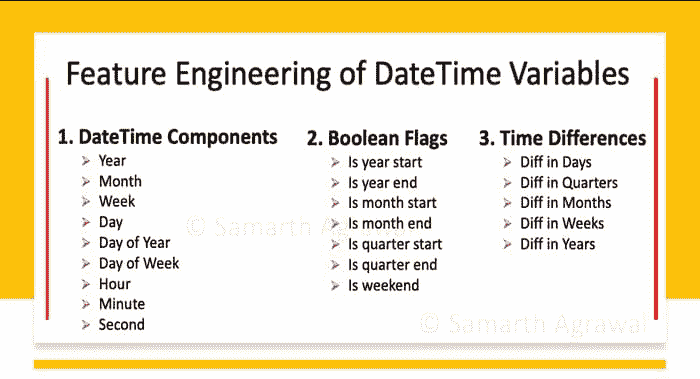 Feature Engineering of DateTime Variables
1. DateTime Components
Year
Month
Week
Day
Day of Year
Day of Week
Hour
Minute
Second
2. Boolean Flags
Is year start
Is year end
Is month start
Is month end
Is quarter start
Is quarter end
Is weekend
3. Time Differences
Diff in Days
Diff in Quarters
Diff in Months
Diff in Weeks
Diff in Years
© Samarth Agrawal
© Samarth Agrawal